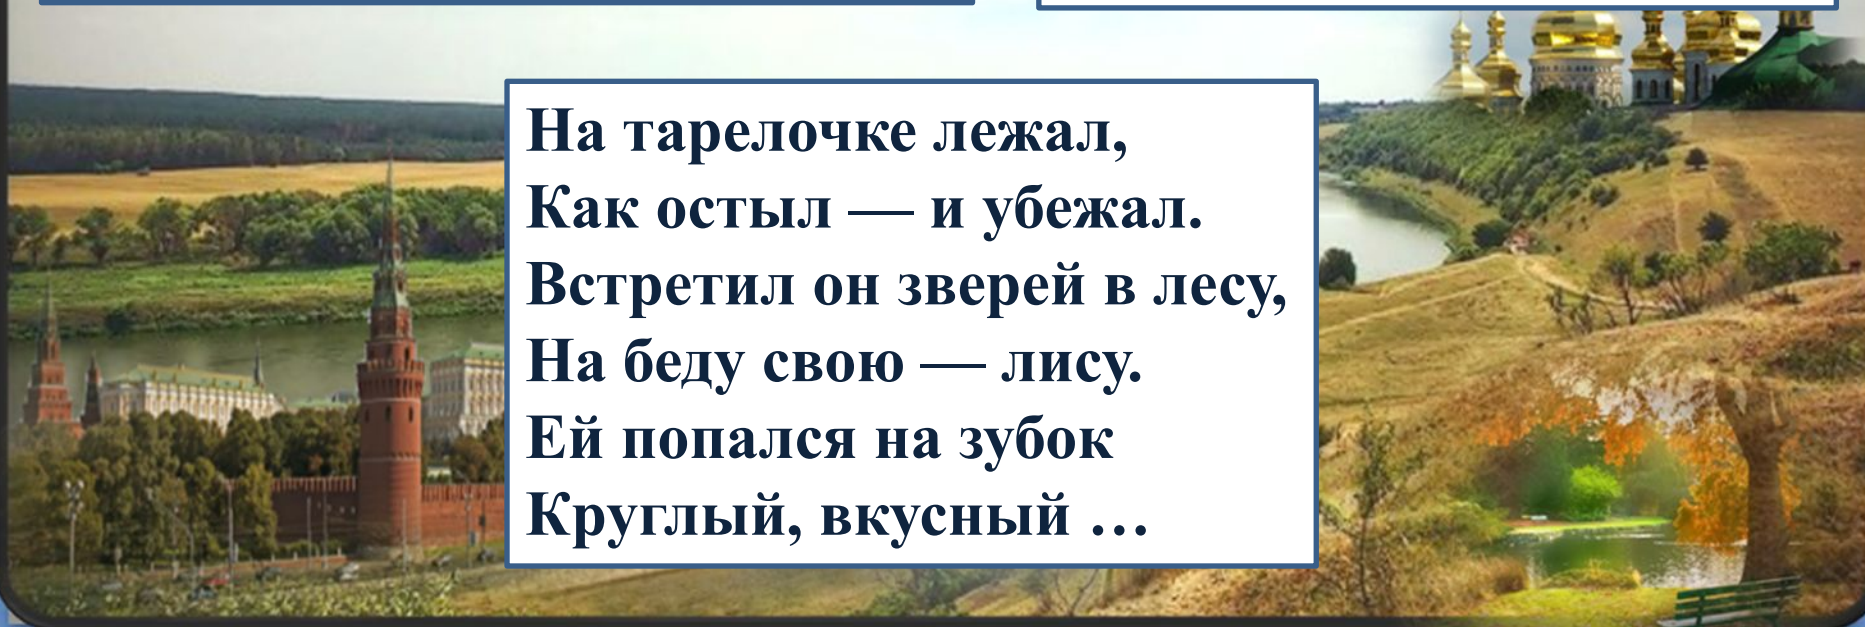 На тарелочке лежал,
Как остыл — и убежал.
Встретил он зверей в лесу,
На беду свою — лису.
Ей попался на зубок
Круглый, вкусный ...